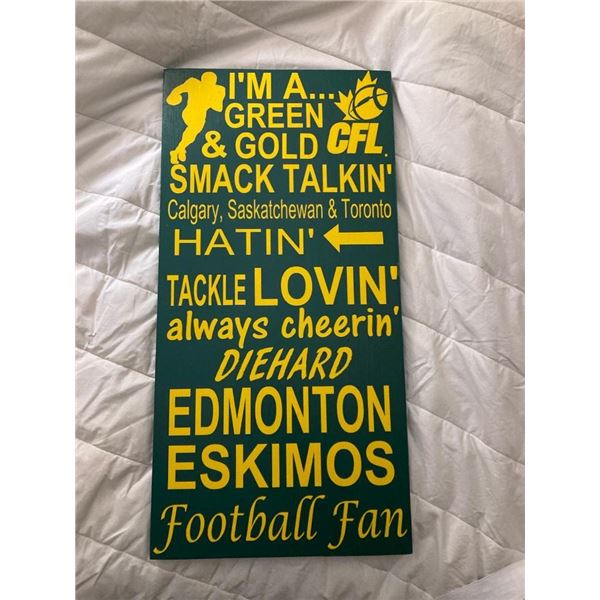 I'M A...
GREEN
& GOLD CFL.
SMACK TALKIN'
Calgary, Saskatchewan & Toronto
HATIN'
TACKLE LOVIN'
always cheerin'
DIEHARD
EDMONTON
ESKIMOS
Football Fan